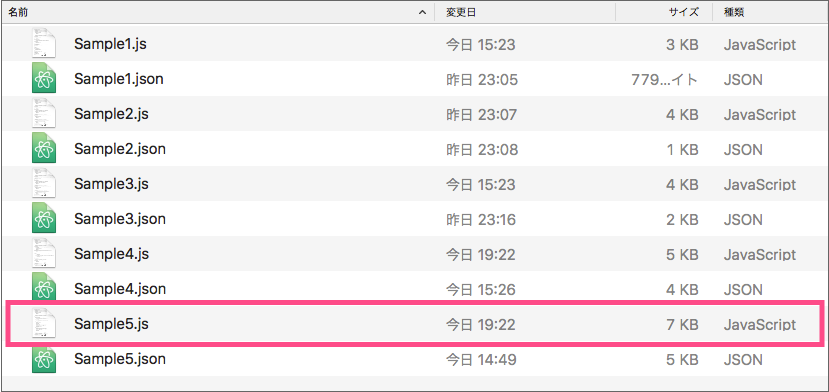 名前 変更日 サイズ 種類
Sample1.js 今日 15:23 3 KB JavaScript
Sample1.json 昨日 23:05 779...イト JSON
Sample2.js 昨日 23:07 4 KB JavaScript
Sample2.json 昨日 23:08 1 KB JSON
Sample3.js 今日 15:23 4 KB JavaScript
Sample3.json 昨日 23:16 2 KB JSON
Sample4.js 今日 19:22 5 KB JavaScript
Sample4.json 今日 15:26 4 KB JSON
Sample5.js 今日 19:22 7 KB JavaScript
Sample5.json 今日 14:49 5 KB JSON